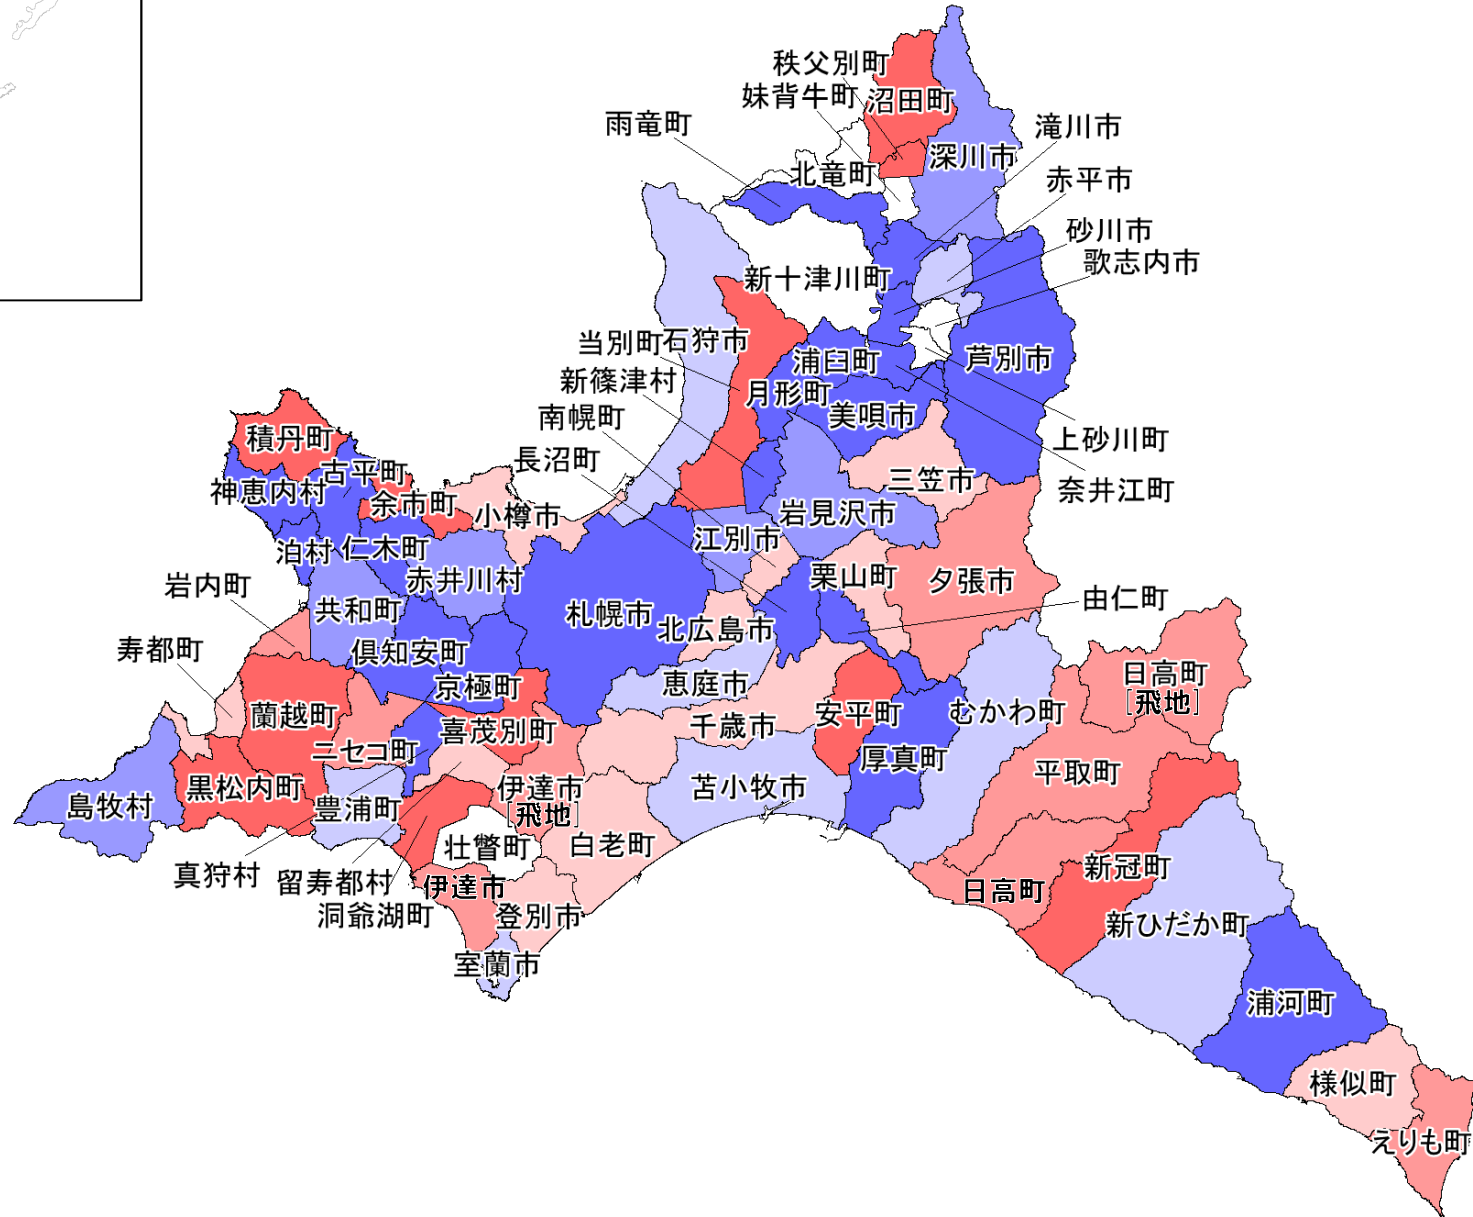 秩父別町
妹背牛町
沼田町
雨竜町
滝川市
深川市
北竜町
赤平市
砂川市
歌志内市
新十津川町
当別町
石狩市
浦臼町
芦別市
新篠津村
月形町
美唄市
南幌町
積丹町
上砂川町
長沼町
古平町
三笠市
神恵内村
奈井江町
余市町
小樽市
岩見沢市
江別市
泊村
仁木町
赤井川村
栗山町
夕張市
岩内町
共和町
札幌市
由仁町
北広島市
寿都町
倶知安町
日高町
[飛地]
京極町
恵庭市
蘭越町
安平町
むかわ町
千歳市
喜茂別町
ニセコ町
厚真町
平取町
黒松内町
伊達市
[飛地]
苫小牧市
島牧村
豊浦町
壮瞥町
白老町
新冠町
真狩村
留寿都村
伊達市
日高町
洞爺湖町
登別市
新ひだか町
室蘭市
浦河町
様似町
えりも町